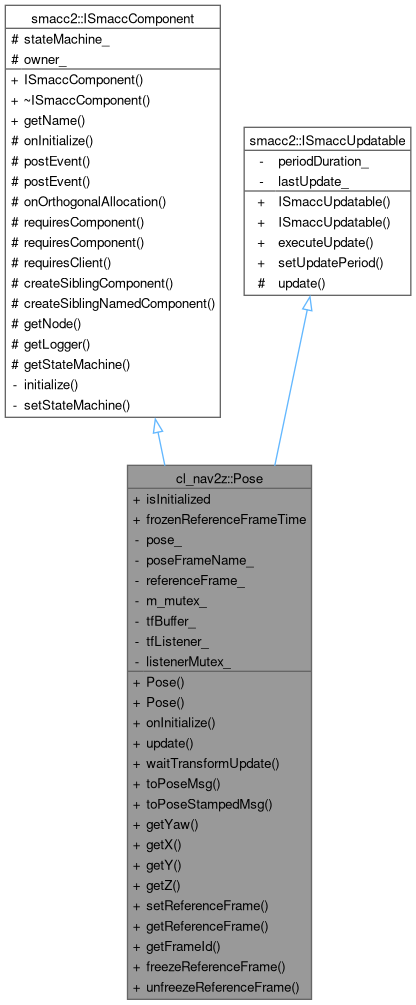 smacc2::ISmaccComponent
# stateMachine_
# owner_
+ ISmaccComponent()
+ ~ISmaccComponent()
+ getName()
# onInitialize()
# postEvent()
# postEvent()
# onOrthogonalAllocation()
# requiresComponent()
# requiresComponent()
# requiresClient()
# createSiblingComponent()
# createSiblingNamedComponent()
# getNode()
# getLogger()
# getStateMachine()
- initialize()
- setStateMachine()
smacc2::ISmaccUpdatable
- periodDuration_
- lastUpdate_
+ ISmaccUpdatable()
+ ISmaccUpdatable()
+ executeUpdate()
+ setUpdatePeriod()
# update()
cl_nav2z::Pose
+ isInitialized
+ frozenReferenceFrameTime
- pose_
- poseFrameName_
- referenceFrame_
- m_mutex_
- tfBuffer_
- tfListener_
- listenerMutex_
+ Pose()
+ Pose()
+ onInitialize()
+ update()
+ waitTransformUpdate()
+ toPoseMsg()
+ toPoseStampedMsg()
+ getYaw()
+ getX()
+ getY()
+ getZ()
+ setReferenceFrame()
+ getReferenceFrame()
+ getFrameId()
+ freezeReferenceFrame()
+ unfreezeReferenceFrame()